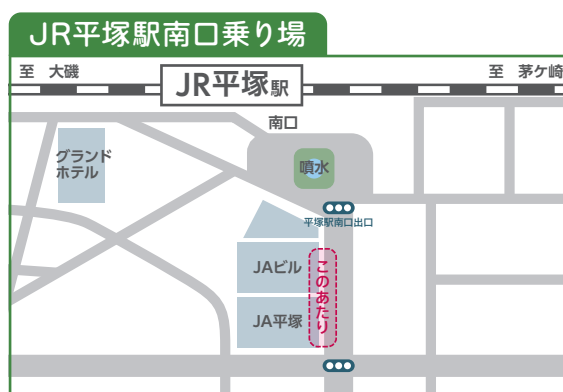 JR平塚駅南口乗り場
至 大磯
JR平塚駅
至 茅ケ崎
南口
グランド
ホテル
噴水
平塚駅南口出口
JAビル
このあたり
JA平塚